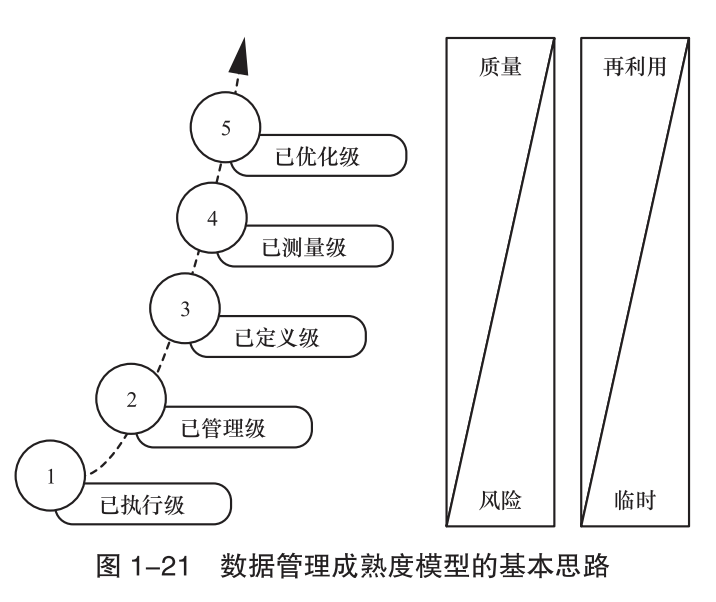 5
已优化级
4
已测量级
3
已定义级
2
已管理级
1
已执行级
质量
风险
再利用
临时
图 1-21 数据管理成熟度模型的基本思路